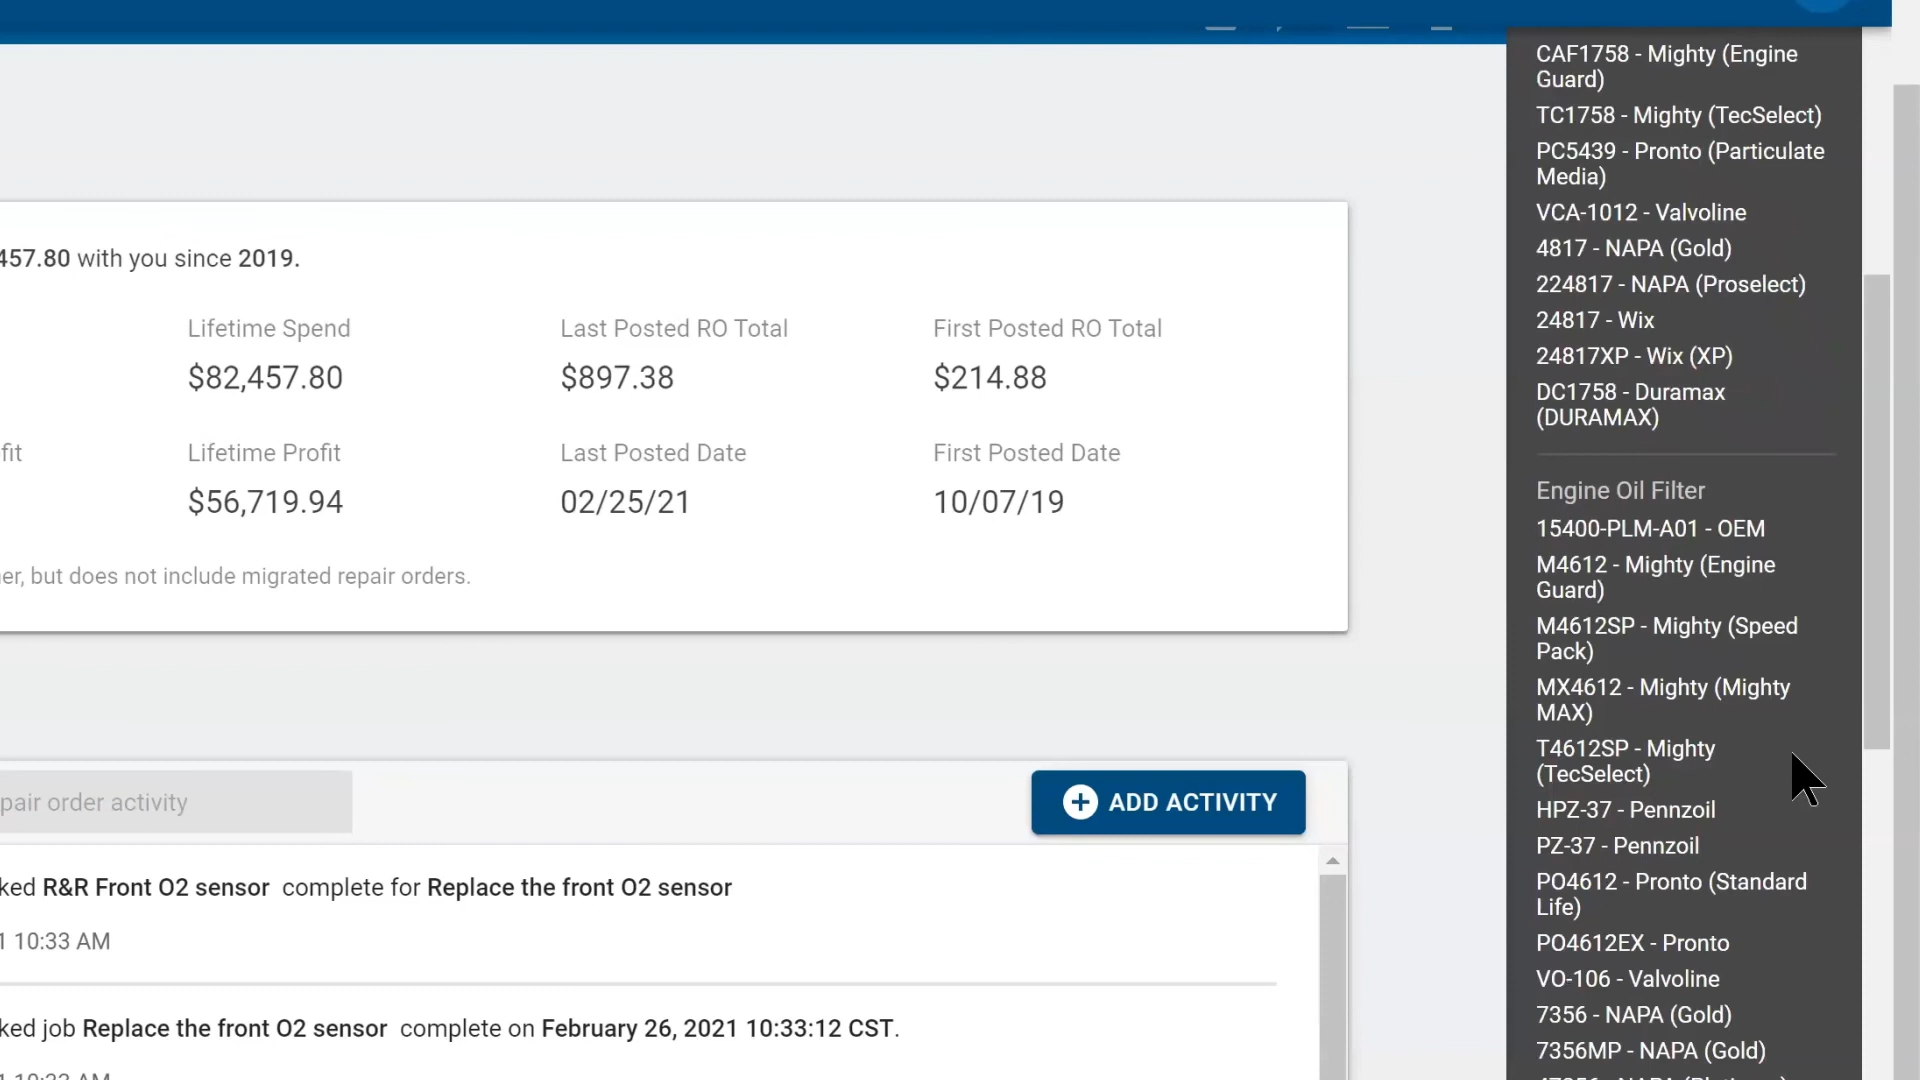 457.80 with you since 2019.
Lifetime Spend
Last Posted RO Total
First Posted RO Total
$82,457.80
$897.38
$214.88
fit
Lifetime Profit
Last Posted Date
First Posted Date
$56,719.94
02/25/21
10/07/19
er, but does not include migrated repair orders.
pair order activity
ADD ACTIVITY
ked R&R Front O2 sensor complete for Replace the front O2 sensor
1 10:33 AM
ked job Replace the front O2 sensor complete on February 26, 2021 10:33:12 CST.
CAF1758 - Mighty (Engine
Guard)
TC1758 - Mighty (TecSelect)
PC5439 - Pronto (Particulate
Media)
VCA-1012 - Valvoline
4817 - NAPA (Gold)
224817 - NAPA (Proselect)
24817 - Wix
24817XP - Wix (XP)
DC1758 - Duramax
(DURAMAX)
Engine Oil Filter
15400-PLM-A01 - OEM
M4612 - Mighty (Engine
Guard)
M4612SP - Mighty (Speed
Pack)
MX4612 - Mighty (Mighty
MAX)
T4612SP - Mighty
(TecSelect)
HPZ-37 - Pennzoil
PZ-37 - Pennzoil
PO4612 - Pronto (Standard
Life)
PO4612EX - Pronto
VO-106 - Valvoline
7356 - NAPA (Gold)
7356MP - NAPA (Gold)